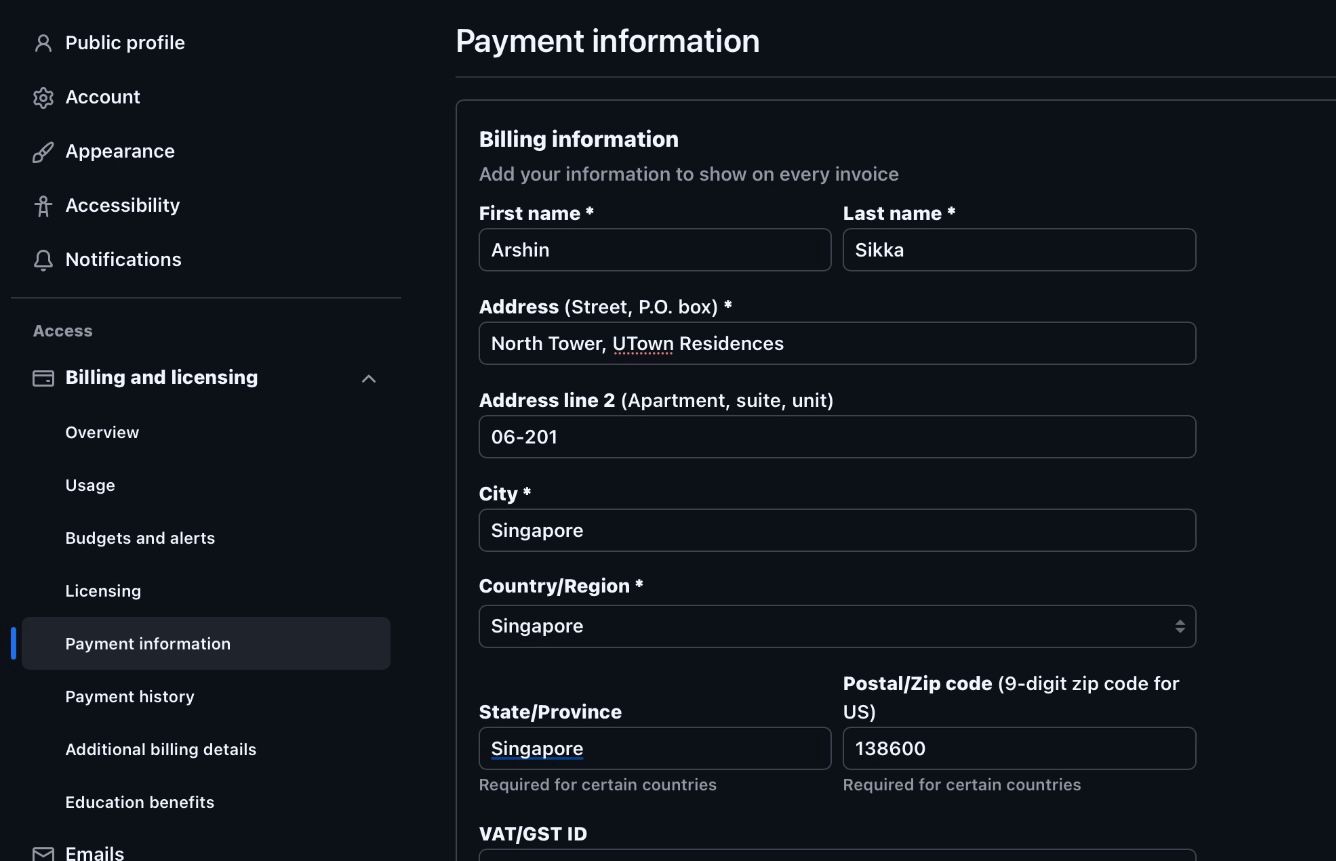 Public profile
Account
Appearance
Accessibility
Notifications
Access
Billing and licensing
Overview
Usage
Budgets and alerts
Licensing
Payment information
Payment history
Additional billing details
Education benefits
Emails
Payment information
Billing information
Add your information to show on every invoice
First name *
Last name *
Arshin
Sikka
Address (Street, P.O. box) *
North Tower, UTown Residences
Address line 2 (Apartment, suite, unit)
06-201
City *
Singapore
Country/Region *
Singapore
State/Province
Postal/Zip code (9-digit zip code for
US)
Singapore
138600
Required for certain countries
Required for certain countries
VAT/GST ID